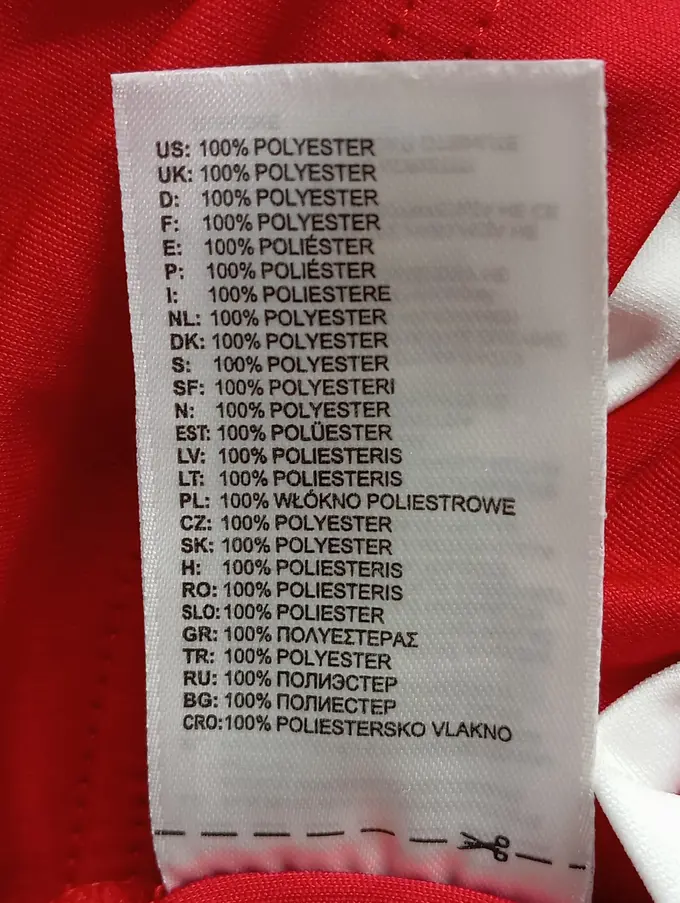 US: 100% POLYESTER
UK: 100% POLYESTER
D: 100% POLYESTER
F: 100% POLYESTER
E: 100% POLIÉSTER
P: 100% POLIÉSTER
I: 100% POLIESTERE
NL: 100% POLYESTER
DK: 100% POLYESTER
S: 100% POLYESTER
SF: 100% POLYESTERI
N: 100% POLYESTER
EST: 100% POLÜESTER
LV: 100% POLIESTERIS
LT: 100% POLIESTERIS
PL: 100% WŁÓKNO POLIESTROWE
CZ: 100% POLYESTER
SK: 100% POLYESTER
H: 100% POLIESTERIS
RO: 100% POLIESTERIS
SLO: 100% POLIESTER
GR: 100% ΠΟΛΥΕΣΤΕΡΑΣ
TR: 100% POLYESTER
RU: 100% ПОЛИЭСТЕР
BG: 100% ПОЛИЕСТЕР
CRO:100% POLIESTERSKO VLAKNO